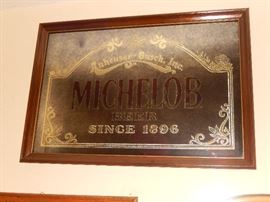 Anheuser-Busch, Inc.
MICHELOB.
BEER
SINCE 1896